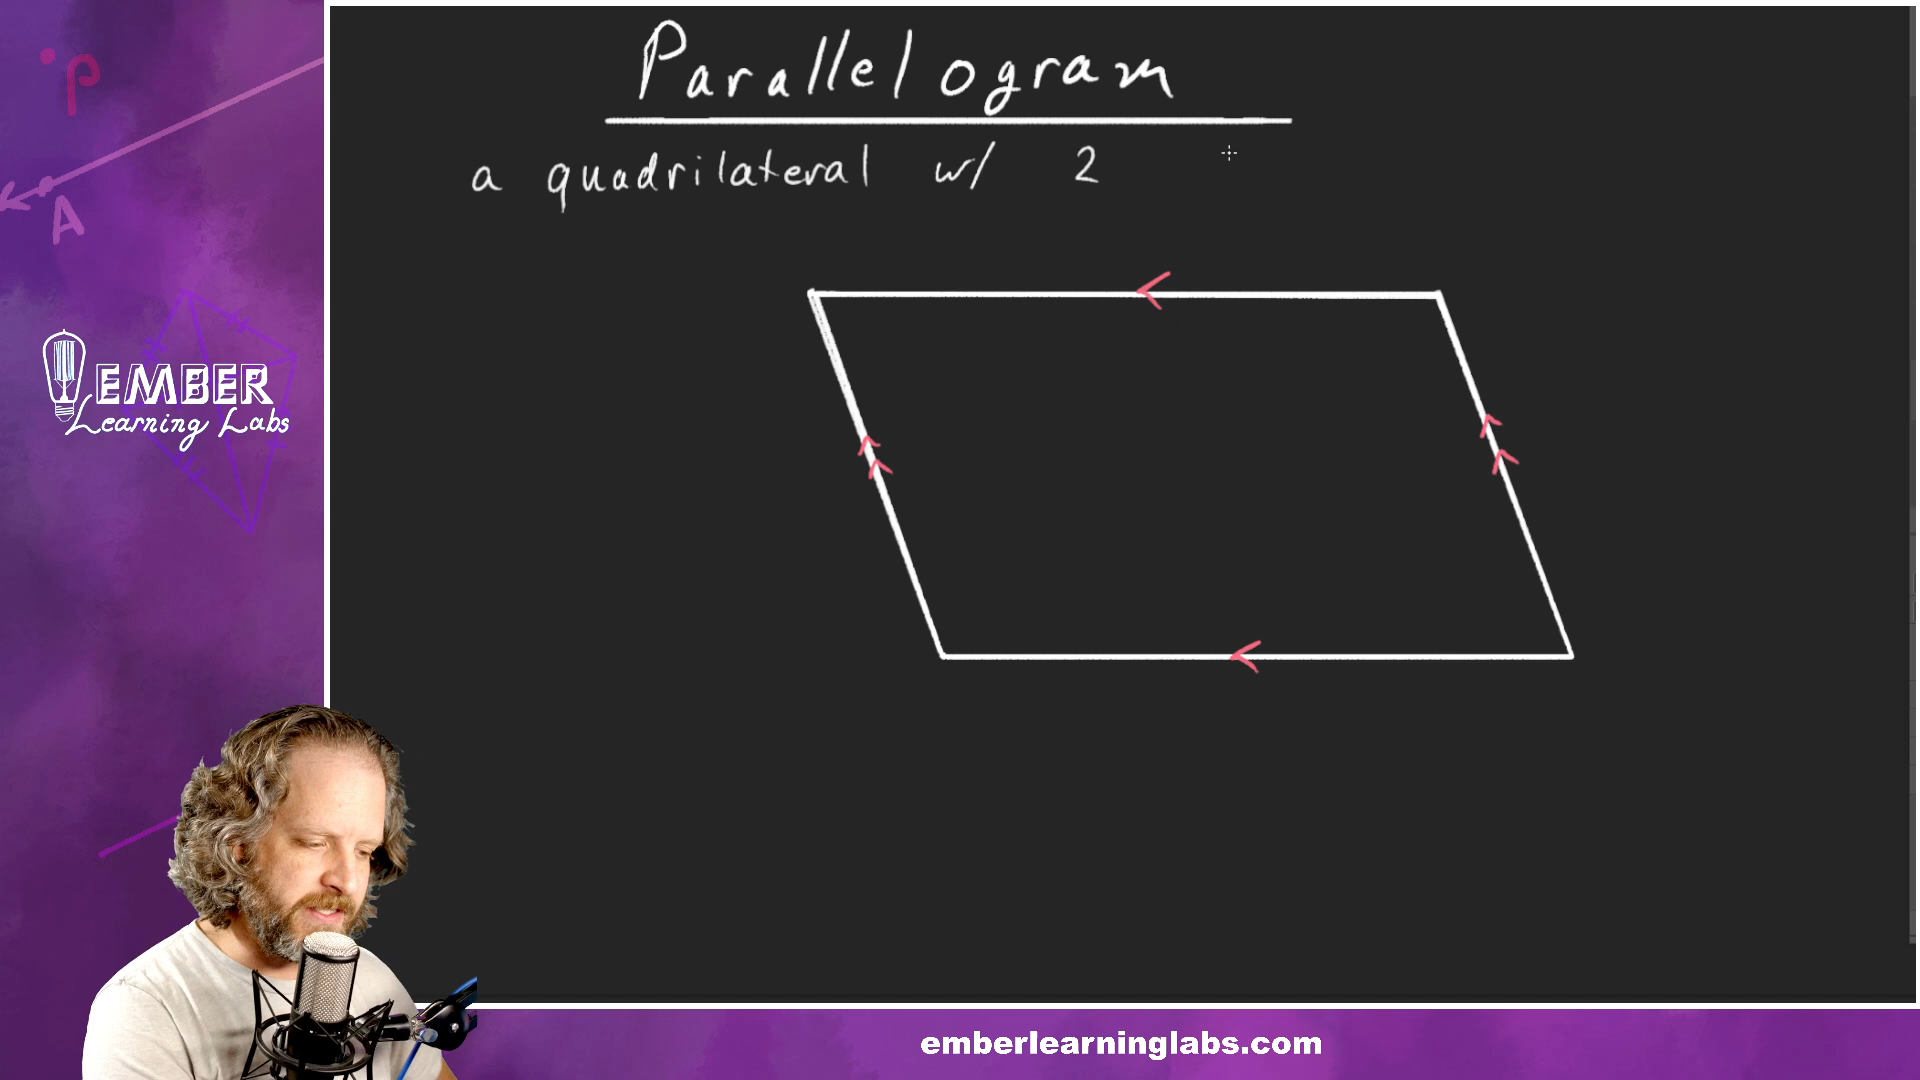 Parallelogram
a quadrilateral w/ 2
P
A
EMBER
Learning Labs
emberlearninglabs.com